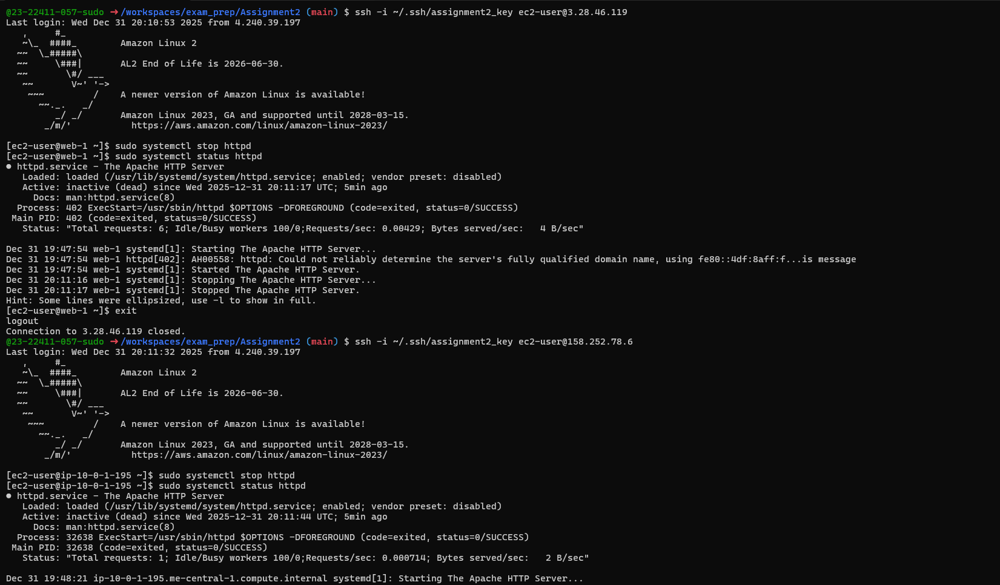 @23-22411-057-sudo ➜ /workspaces/exam_prep/Assignment2 (main) $ ssh -i ~/.ssh/assignment2_key ec2-user@3.28.46.119
Last login: Wed Dec 31 20:10:53 2025 from 4.240.39.197
   ,     #_
   ~\_  ####_        Amazon Linux 2
  ~~  \_#####\
  ~~     \###|       AL2 End of Life is 2026-06-30.
  ~~       \#/ ___
   ~~       V~' '->
    ~~~         /    A newer version of Amazon Linux is available!
      ~~._.   _/
         _/ _/       Amazon Linux 2023, GA and supported until 2028-03-15.
       _/m/'           https://aws.amazon.com/linux/amazon-linux-2023/
[ec2-user@web-1 ~]$ sudo systemctl stop httpd
[ec2-user@web-1 ~]$ sudo systemctl status httpd
● httpd.service - The Apache HTTP Server
   Loaded: loaded (/usr/lib/systemd/system/httpd.service; enabled; vendor preset: disabled)
   Active: inactive (dead) since Wed 2025-12-31 20:11:17 UTC; 5min ago
     Docs: man:httpd.service(8)
  Process: 402 ExecStart=/usr/sbin/httpd $OPTIONS -DFOREGROUND (code=exited, status=0/SUCCESS)
 Main PID: 402 (code=exited, status=0/SUCCESS)
   Status: "Total requests: 6; Idle/Busy workers 100/0;Requests/sec: 0.00429; Bytes served/sec:   4 B/sec"
Dec 31 19:47:54 web-1 systemd[1]: Starting The Apache HTTP Server...
Dec 31 19:47:54 web-1 httpd[402]: AH00558: httpd: Could not reliably determine the server's fully qualified domain name, using fe80::4df:8aff:f...is message
Dec 31 19:47:54 web-1 systemd[1]: Started The Apache HTTP Server.
Dec 31 20:11:16 web-1 systemd[1]: Stopping The Apache HTTP Server...
Dec 31 20:11:17 web-1 systemd[1]: Stopped The Apache HTTP Server.
Hint: Some lines were ellipsized, use -l to show in full.
[ec2-user@web-1 ~]$ exit
logout
Connection to 3.28.46.119 closed.
@23-22411-057-sudo ➜ /workspaces/exam_prep/Assignment2 (main) $ ssh -i ~/.ssh/assignment2_key ec2-user@158.252.78.6
Last login: Wed Dec 31 20:11:32 2025 from 4.240.39.197
   ,     #_
   ~\_  ####_        Amazon Linux 2
  ~~  \_#####\
  ~~     \###|       AL2 End of Life is 2026-06-30.
  ~~       \#/ ___
   ~~       V~' '->
    ~~~         /    A newer version of Amazon Linux is available!
      ~~._.   _/
         _/ _/       Amazon Linux 2023, GA and supported until 2028-03-15.
       _/m/'           https://aws.amazon.com/linux/amazon-linux-2023/
[ec2-user@ip-10-0-1-195 ~]$ sudo systemctl stop httpd
[ec2-user@ip-10-0-1-195 ~]$ sudo systemctl status httpd
● httpd.service - The Apache HTTP Server
   Loaded: loaded (/usr/lib/systemd/system/httpd.service; enabled; vendor preset: disabled)
   Active: inactive (dead) since Wed 2025-12-31 20:11:44 UTC; 5min ago
     Docs: man:httpd.service(8)
  Process: 32638 ExecStart=/usr/sbin/httpd $OPTIONS -DFOREGROUND (code=exited, status=0/SUCCESS)
 Main PID: 32638 (code=exited, status=0/SUCCESS)
   Status: "Total requests: 1; Idle/Busy workers 100/0;Requests/sec: 0.000714; Bytes served/sec:   2 B/sec"
Dec 31 19:48:21 ip-10-0-1-195.me-central-1.compute.internal systemd[1]: Starting The Apache HTTP Server...